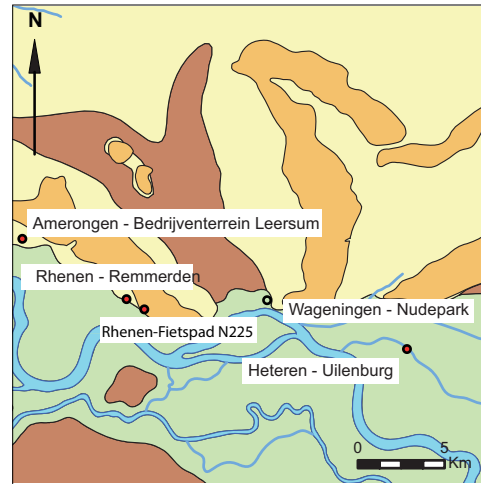 N
Amerongen - Bedrijventerrein Leersum
Rhenen - Remmerden
Rhenen-Fietspad N225
Wageningen - Nudepark
Heteren - Uilenburg
0 5
Km